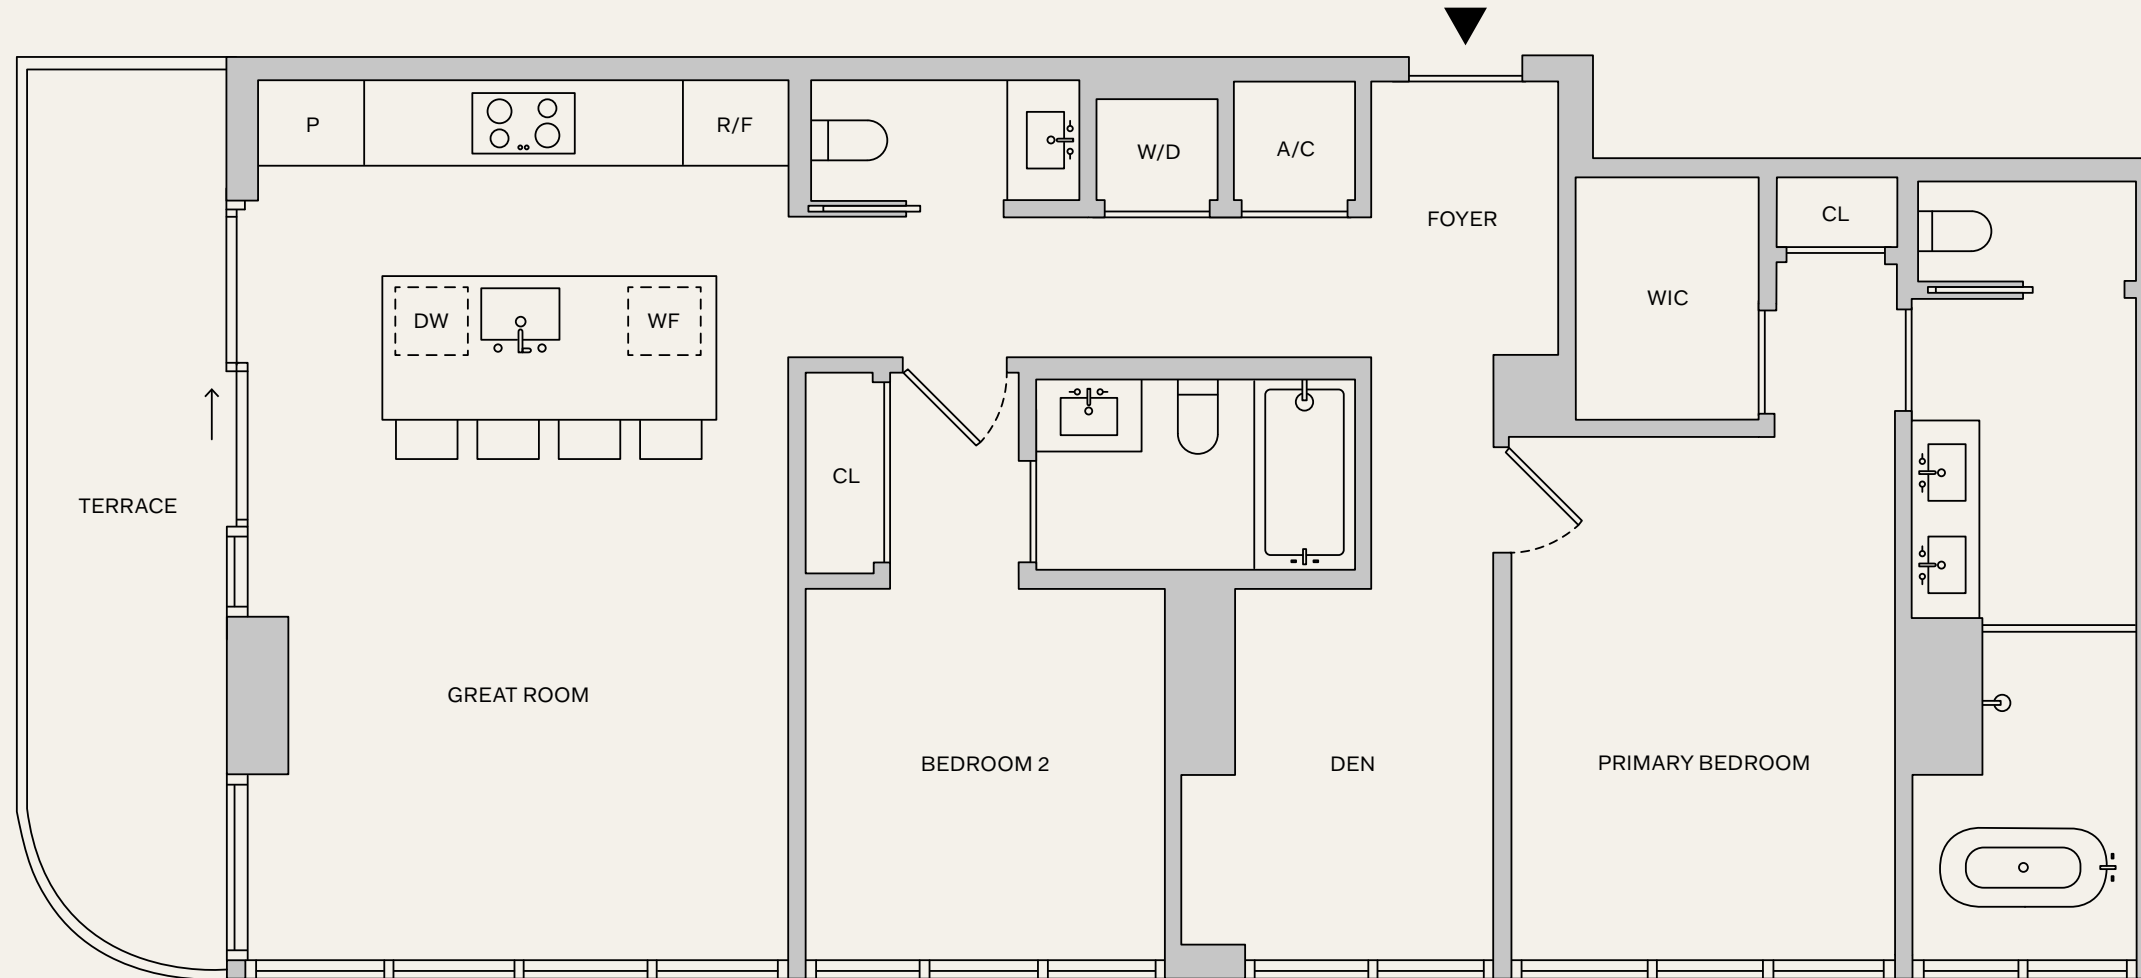 P
R/F
W/D
A/C
FOYER
CL
WIC
DW
WF
CL
TERRACE
GREAT ROOM
BEDROOM 2
DEN
PRIMARY BEDROOM